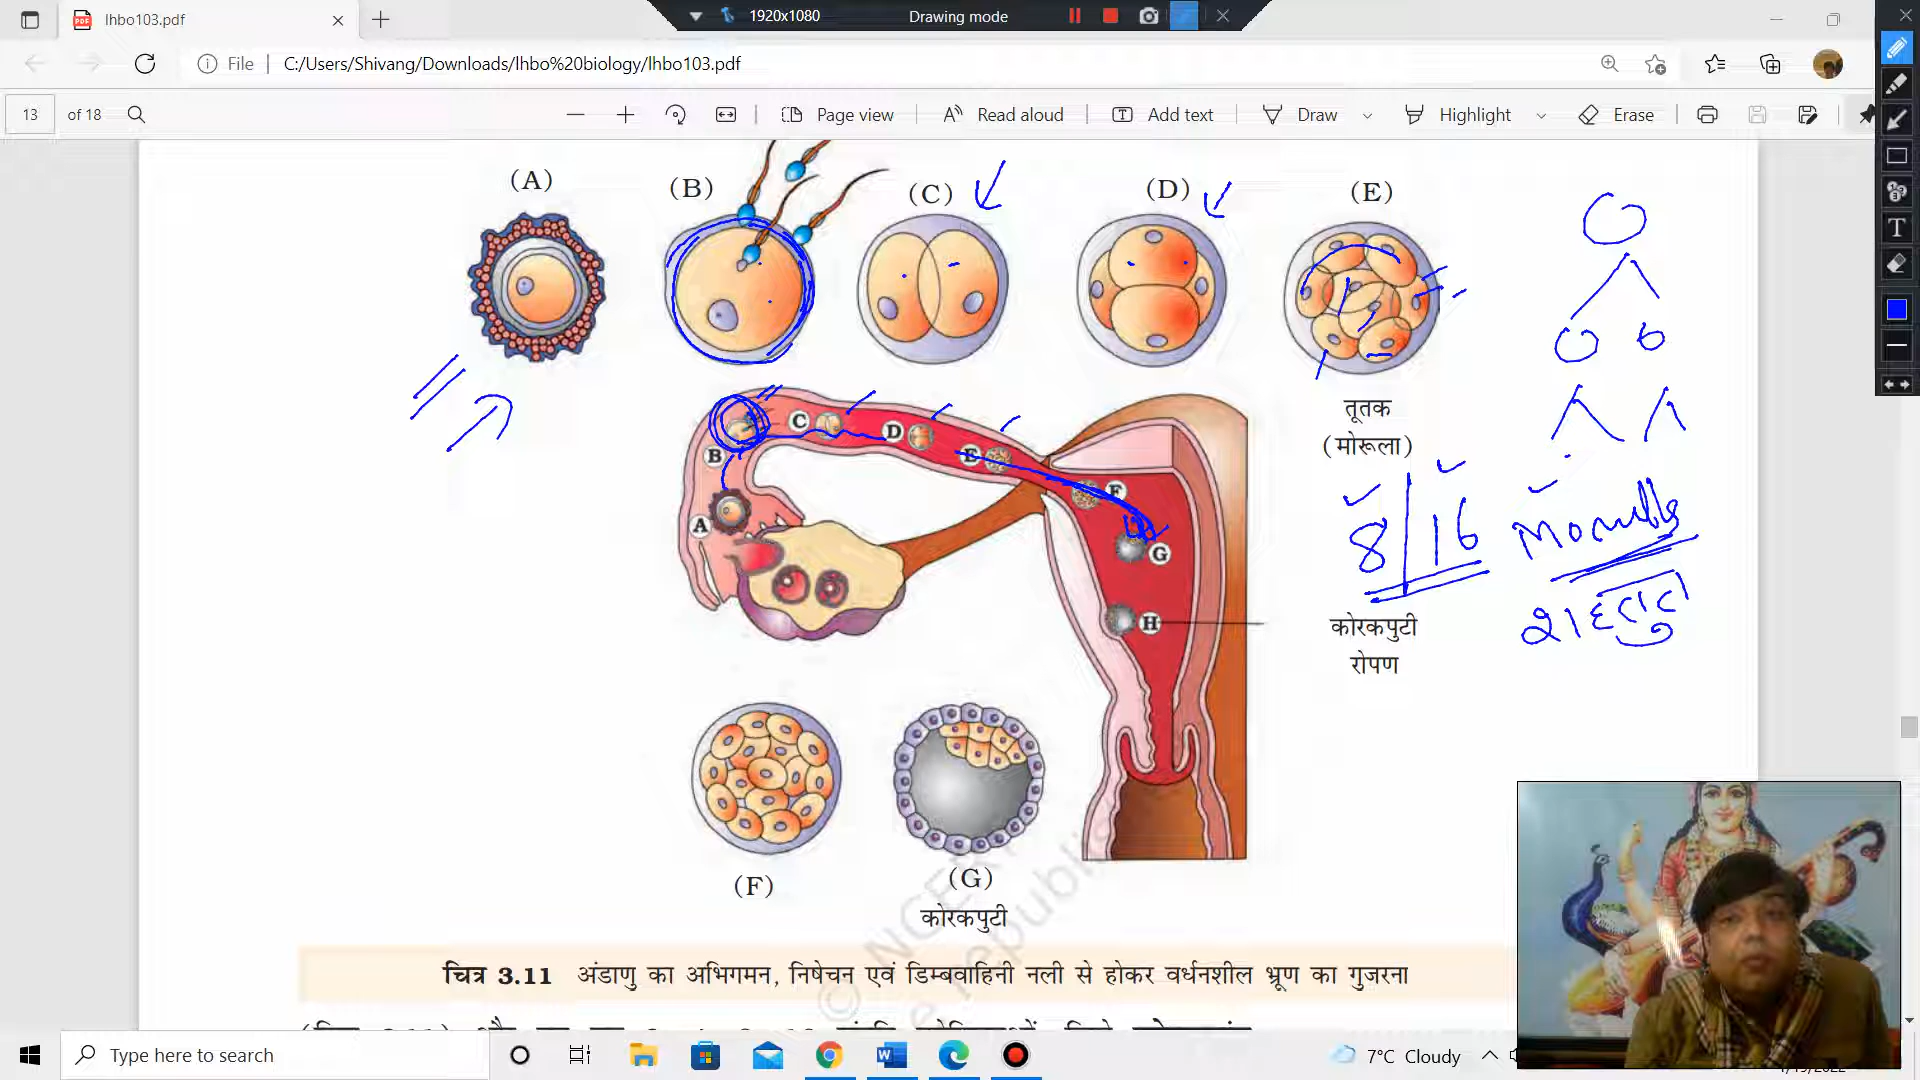 lhbo103.pdf
1920x1080
Drawing mode
File
C:/Users/Shivang/Downloads/lhbo%20biology/lhbo103.pdf
13
of 18
Page view
Read aloud
Add text
Draw
Highlight
Erase
(A)
(B)
(C)
(D)
(E)
तूतक
(मोरूला)
C
D
E
F
B
A
G
H
8
16
कोरकपुटी
रोपण
(F)
(G)
कोरकपुटी
चित्र 3.11 अंडाणु का अभिगमन, निषेचन एवं डिम्बवाहिनी नली से होकर वर्धनशील भ्रूण का गुजरना
Type here to search
7°C Cloudy